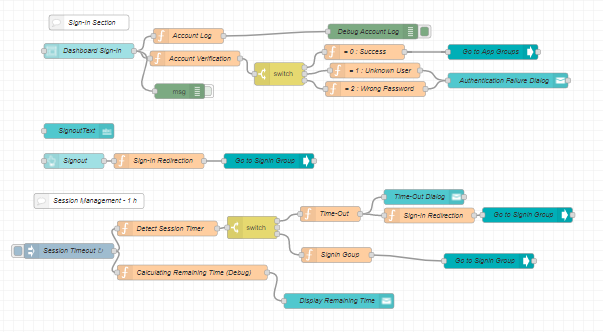 Sign-in Section
Account Log
Debug Account Log
Dashboard Sign-in
Account Verification
= 0 : Success
Go to App Groups
switch
= 1 : Unknown User
msg
= 2 : Wrong Password
Authentication Failure Dialog
SignoutText
Signout
Sign-in Redirection
Go to Signin Group
Session Management - 1 h
Time-Out Dialog
Time-Out
Sign-in Redirection
Go to Signin Group
Detect Session Timer
switch
Session Timeout ↻
Signin Goup
Go to Signin Group
Calculating Remaining Time (Debug)
Display Remaining Time